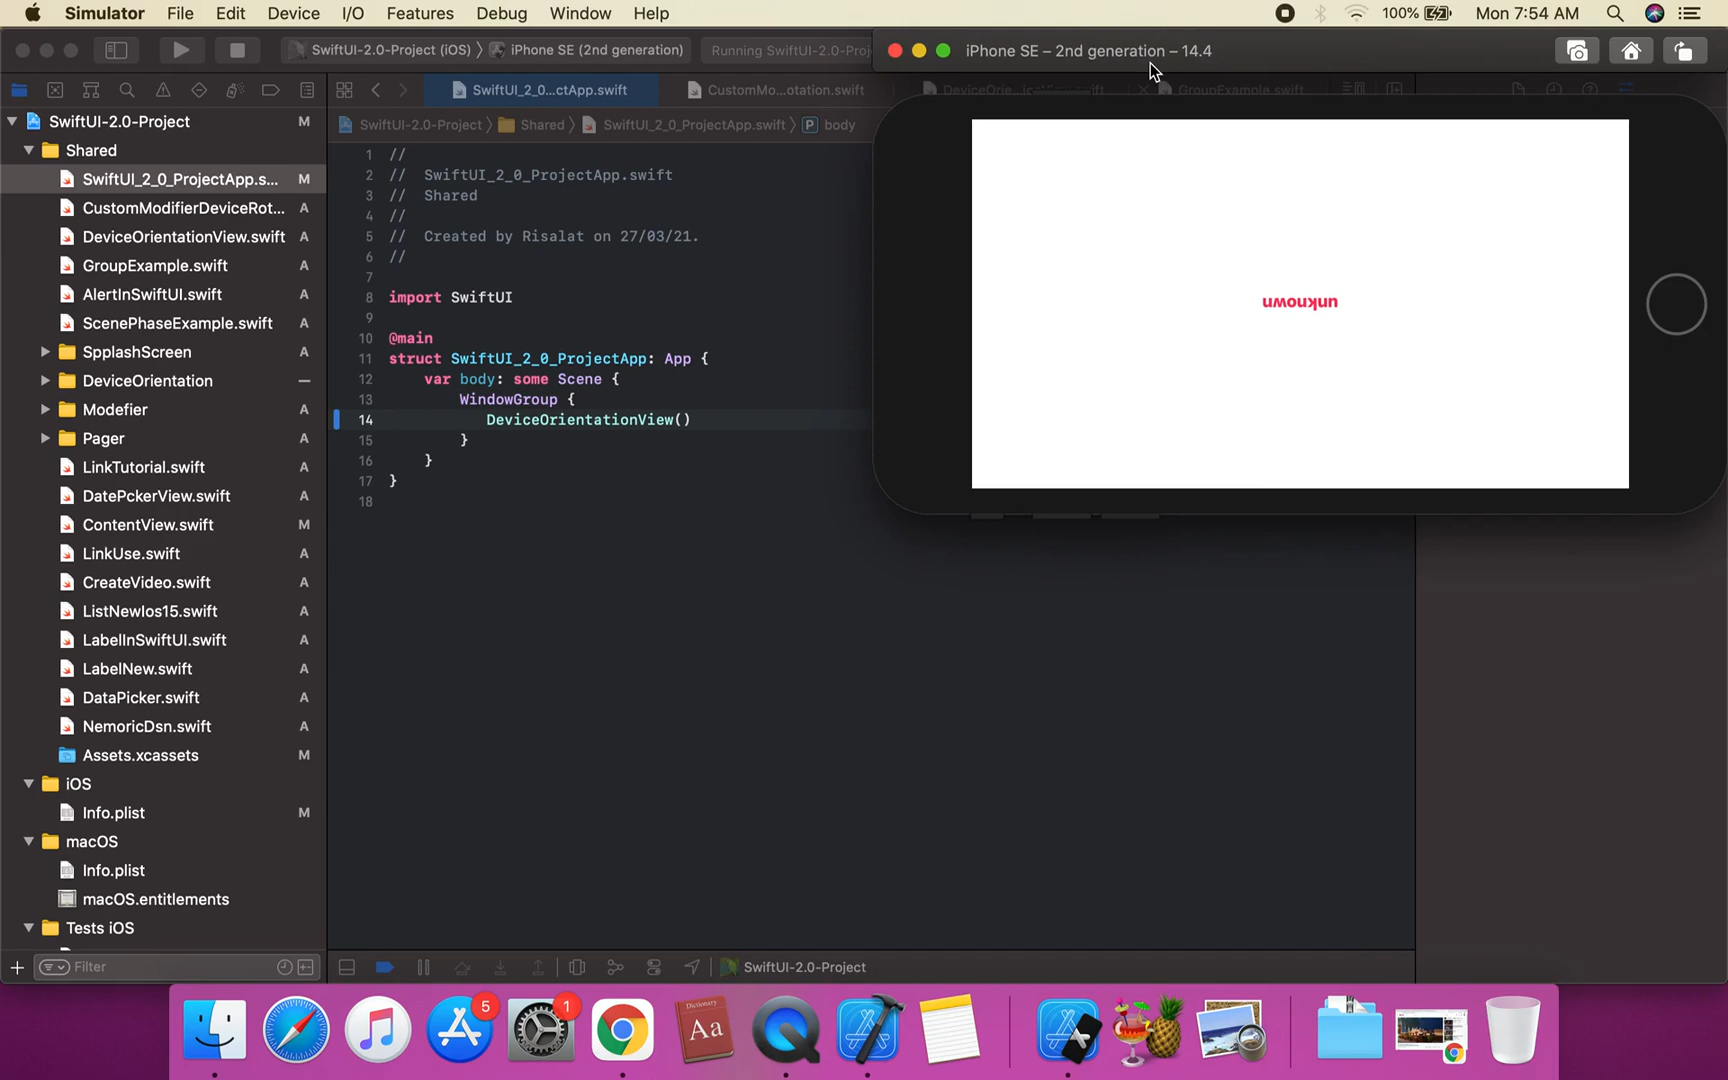 Simulator File Edit Device I/O Features Debug Window Help 100% Mon 7:54 AM
SwiftUI-2.0-Project (iOS) iPhone SE (2nd generation) Running SwiftUI-2.0-Proj
iPhone SE – 2nd generation – 14.4
SwiftUI_2_0...ctApp.swift CustomMo...otation.swift GroupExample.swift
SwiftUI-2.0-Project M
SwiftUI-2.0-Project Shared SwiftUI_2_0_ProjectApp.swift P body
Shared
SwiftUI_2_0_ProjectApp.s... M
CustomModifierDeviceRot... A
DeviceOrientationView.swift A
GroupExample.swift A
AlertInSwiftUI.swift A
ScenePhaseExample.swift A
SpplashScreen A
DeviceOrientation –
Modefier A
Pager A
LinkTutorial.swift A
DatePckerView.swift A
ContentView.swift M
LinkUse.swift A
CreateVideo.swift A
ListNewIos15.swift A
LabelInSwiftUI.swift A
LabelNew.swift A
DataPicker.swift A
NemoricDsn.swift A
Assets.xcassets M
iOS
Info.plist M
macOS
Info.plist
macOS.entitlements
Tests iOS
Filter
1 //
2 // SwiftUI_2_0_ProjectApp.swift
3 // Shared
4 //
5 // Created by Risalat on 27/03/21.
6 //
7
8 import SwiftUI
9
10 @main
11 struct SwiftUI_2_0_ProjectApp: App {
12 var body: some Scene {
13 WindowGroup {
14 DeviceOrientationView()
15 }
16 }
17 }
18
unknown
SwiftUI-2.0-Project
5
1
Aa